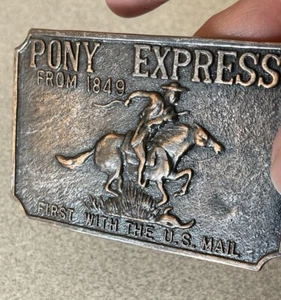 PONY EXPRESS
FROM 1849
FIRST WITH THE U.S. MAIL